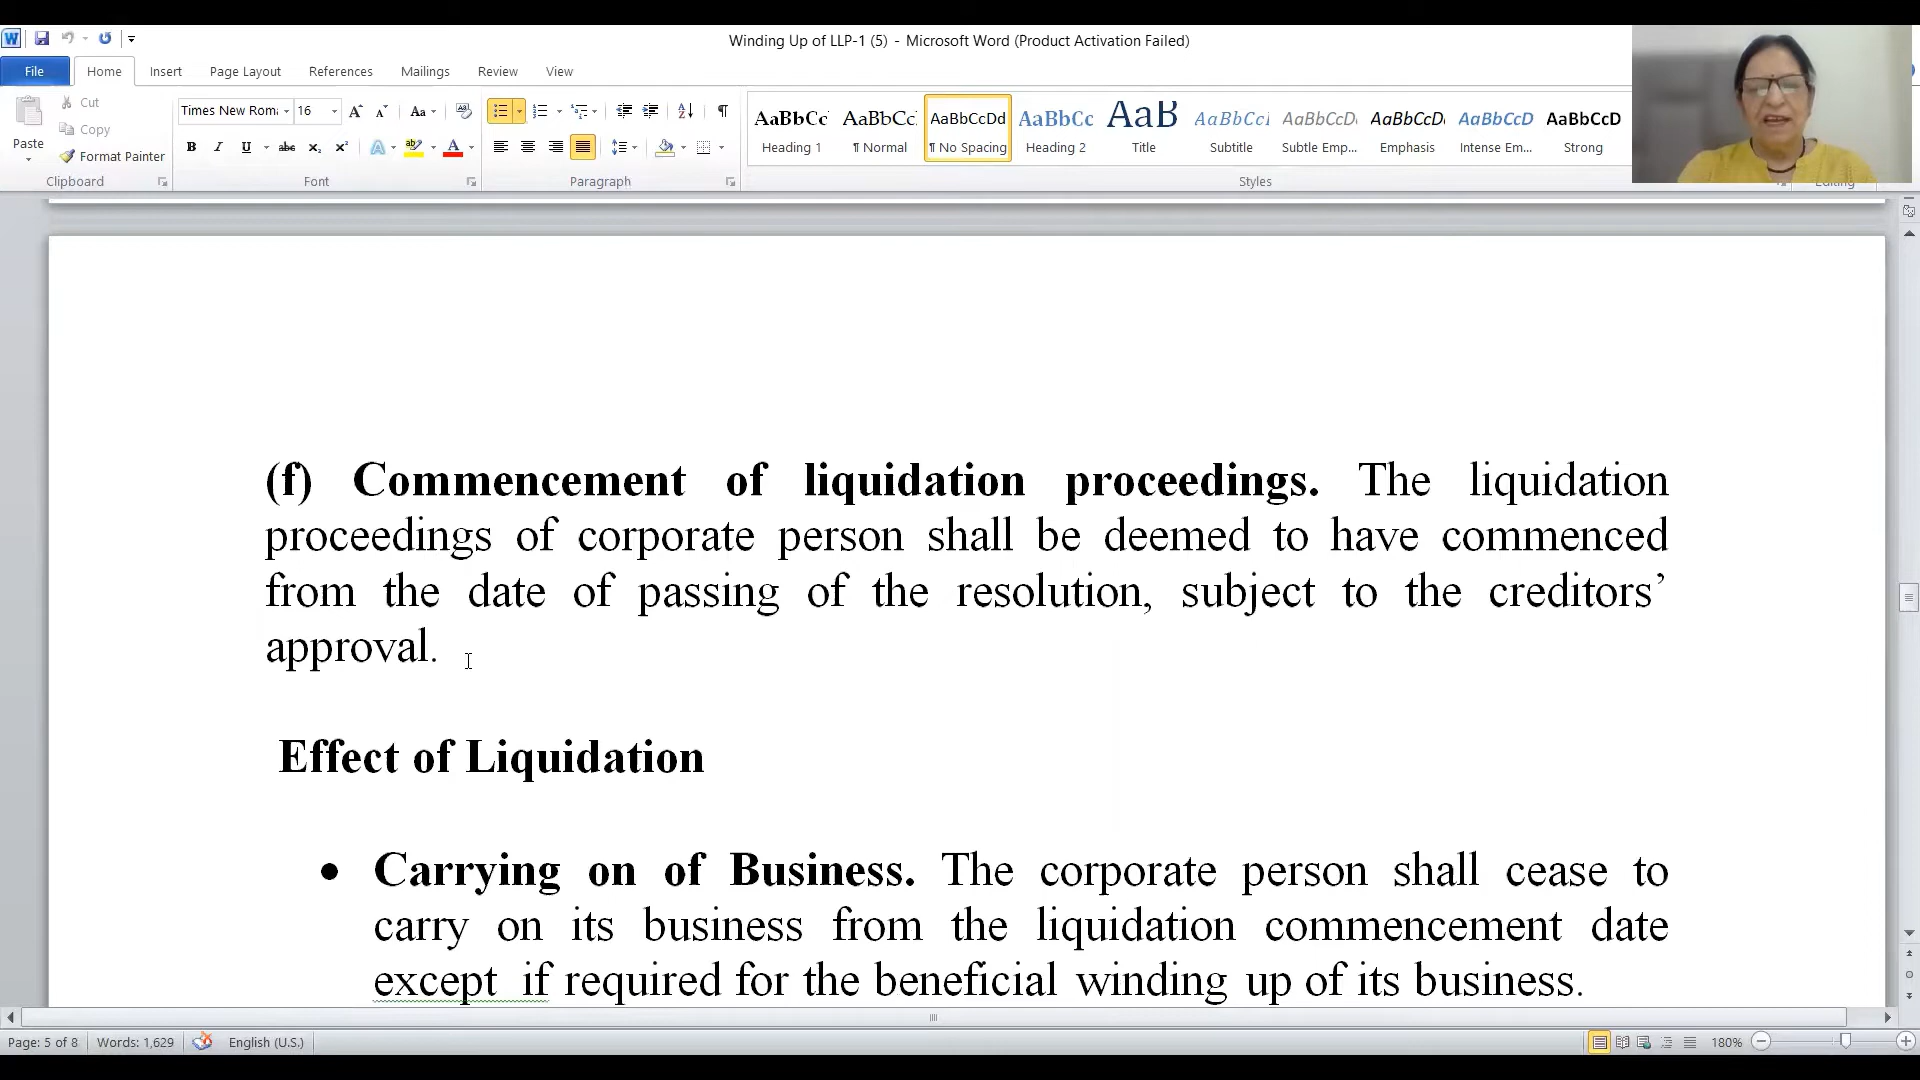 Winding Up of LLP-1 (5) - Microsoft Word (Product Activation Failed)
File Home Insert Page Layout References Mailings Review View
Paste
Cut
Copy
Format Painter
Clipboard
Times New Rom 16
Font
Paragraph
AaBbCc AaBbCc AaBbCcDd AaBbCc AaB AaBbCcI AaBbCcDt AaBbCcDt AaBbCcD AaBbCcD
Heading 1 ¶ Normal ¶ No Spacing Heading 2 Title Subtitle Subtle Emp... Emphasis Intense Em... Strong
Styles
Editing
(f) Commencement of liquidation proceedings. The liquidation
proceedings of corporate person shall be deemed to have commenced
from the date of passing of the resolution, subject to the creditors’
approval.
Effect of Liquidation
• Carrying on of Business. The corporate person shall cease to
carry on its business from the liquidation commencement date
except if required for the beneficial winding up of its business.
Page: 5 of 8 Words: 1,629 English (U.S.) 180%